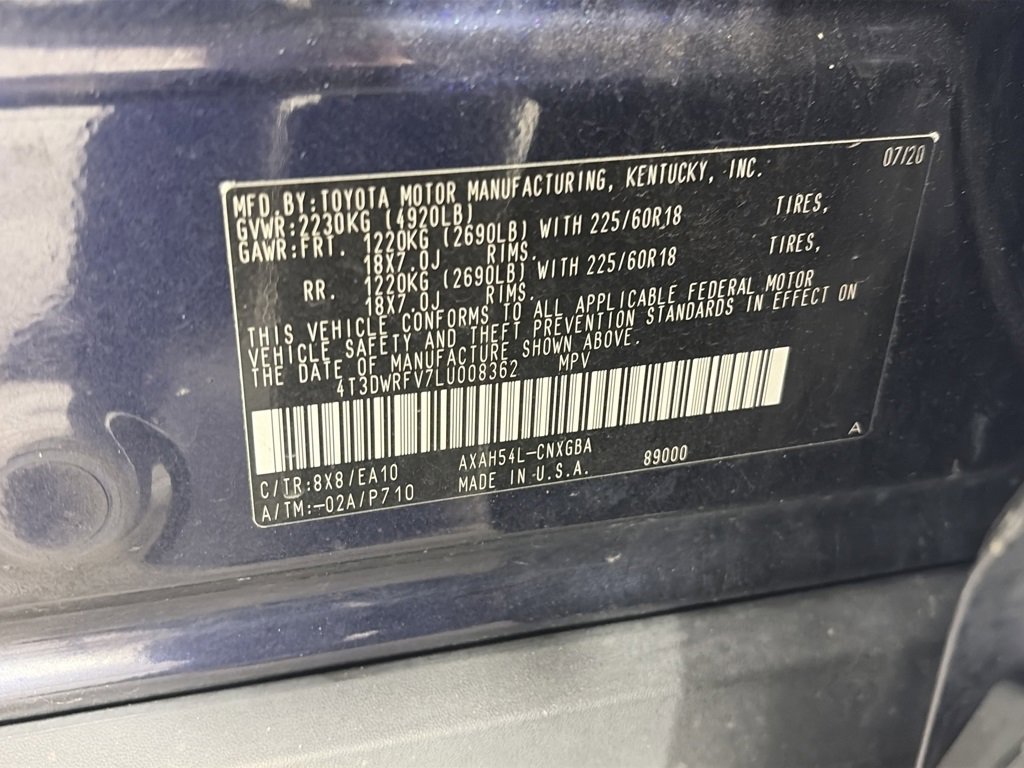 07/20
MFD.BY:TOYOTA MOTOR MANUFACTURING, KENTUCKY, INC.
GVWR:2230KG (4920LB)
GAWR:FRT. 1220KG (2690LB) WITH 225/60R18 TIRES,
18X7.0J RIMS.
RR. 1220KG (2690LB) WITH 225/60R18 TIRES,
18X7.0J RIMS.
THIS VEHICLE CONFORMS TO ALL APPLICABLE FEDERAL MOTOR
VEHICLE SAFETY AND THEFT PREVENTION STANDARDS IN EFFECT ON
THE DATE OF MANUFACTURE SHOWN ABOVE.
4T3DWRFV7LU008362 MPV
A
C/TR:8X8/EA10 AXAH54L-CNXGBA
A/TM:-02A/P710 MADE IN U.S.A. 89000